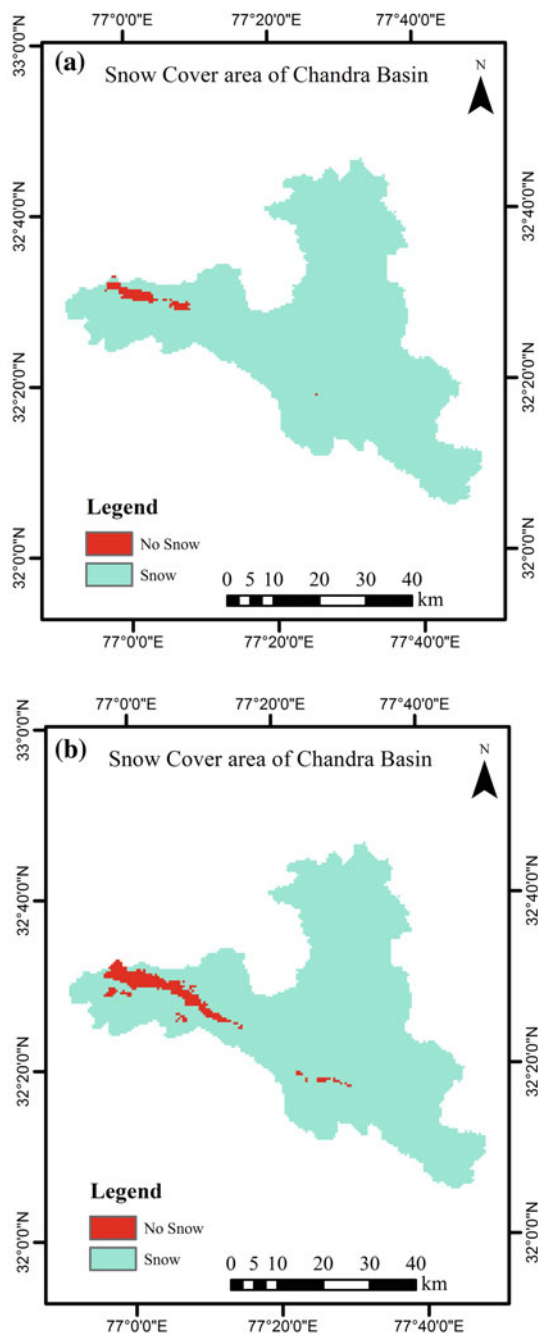 77°0'0"E 77°20'0"E 77°40'0"E
(a) Snow Cover area of Chandra Basin
N
33°0'0"N
32°40'0"N 32°40'0"N
32°20'0"N 32°20'0"N
Legend
No Snow
Snow
32°0'0"N 32°0'0"N
0 5 10 20 30 40
km
77°0'0"E 77°20'0"E 77°40'0"E
77°0'0"E 77°20'0"E 77°40'0"E
(b) Snow Cover area of Chandra Basin
N
33°0'0"N
32°40'0"N 32°40'0"N
32°20'0"N 32°20'0"N
Legend
No Snow
Snow
32°0'0"N 32°0'0"N
0 5 10 20 30 40
km
77°0'0"E 77°20'0"E 77°40'0"E